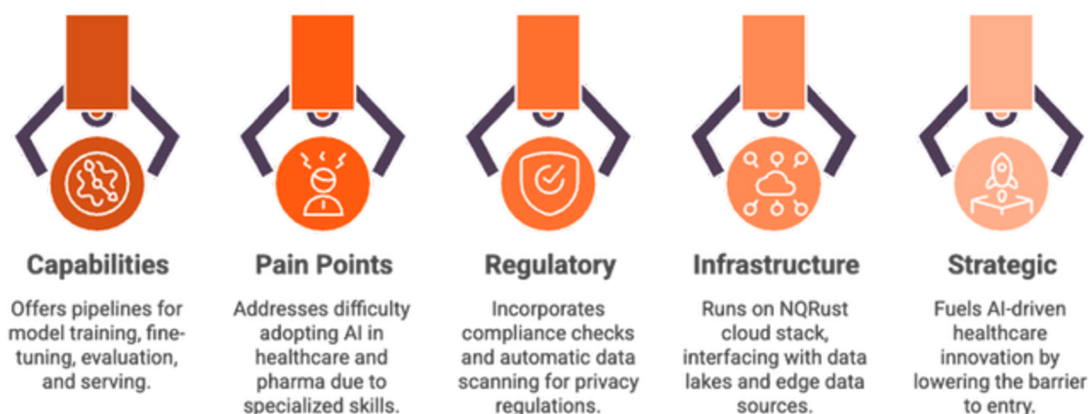 Capabilities
Offers pipelines for
model training, fine-
tuning, evaluation,
and serving.
Pain Points
Addresses difficulty
adopting AI in
healthcare and
pharma due to
specialized skills.
Regulatory
Incorporates
compliance checks
and automatic data
scanning for privacy
regulations.
Infrastructure
Runs on NQRust
cloud stack,
interfacing with data
lakes and edge data
sources.
Strategic
Fuels AI-driven
healthcare
innovation by
lowering the barrier
to entry.